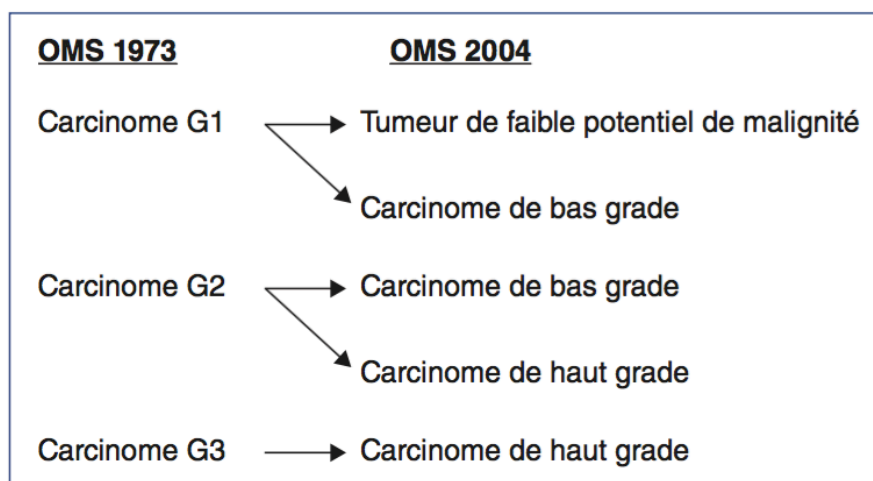 OMS 1973 OMS 2004
Carcinome G1 Tumeur de faible potentiel de malignité
Carcinome de bas grade
Carcinome G2 Carcinome de bas grade
Carcinome de haut grade
Carcinome G3 Carcinome de haut grade